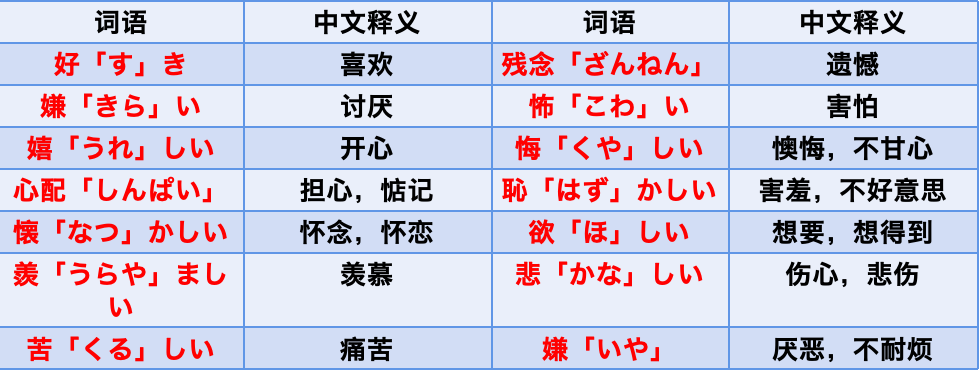 词语 中文释义 词语 中文释义
好「す」き 喜欢 残念「ざんねん」 遗憾
嫌「きら」い 讨厌 怖「こわ」い 害怕
嬉「うれ」しい 开心 悔「くや」しい 懊悔，不甘心
心配「しんぱい」 担心，惦记 恥「はず」かしい 害羞，不好意思
懐「なつ」かしい 怀念，怀恋 欲「ほ」しい 想要，想得到
羨「うらや」まし 羡慕 悲「かな」しい 伤心，悲伤
い
苦「くる」しい 痛苦 嫌「いや」 厌恶，不耐烦